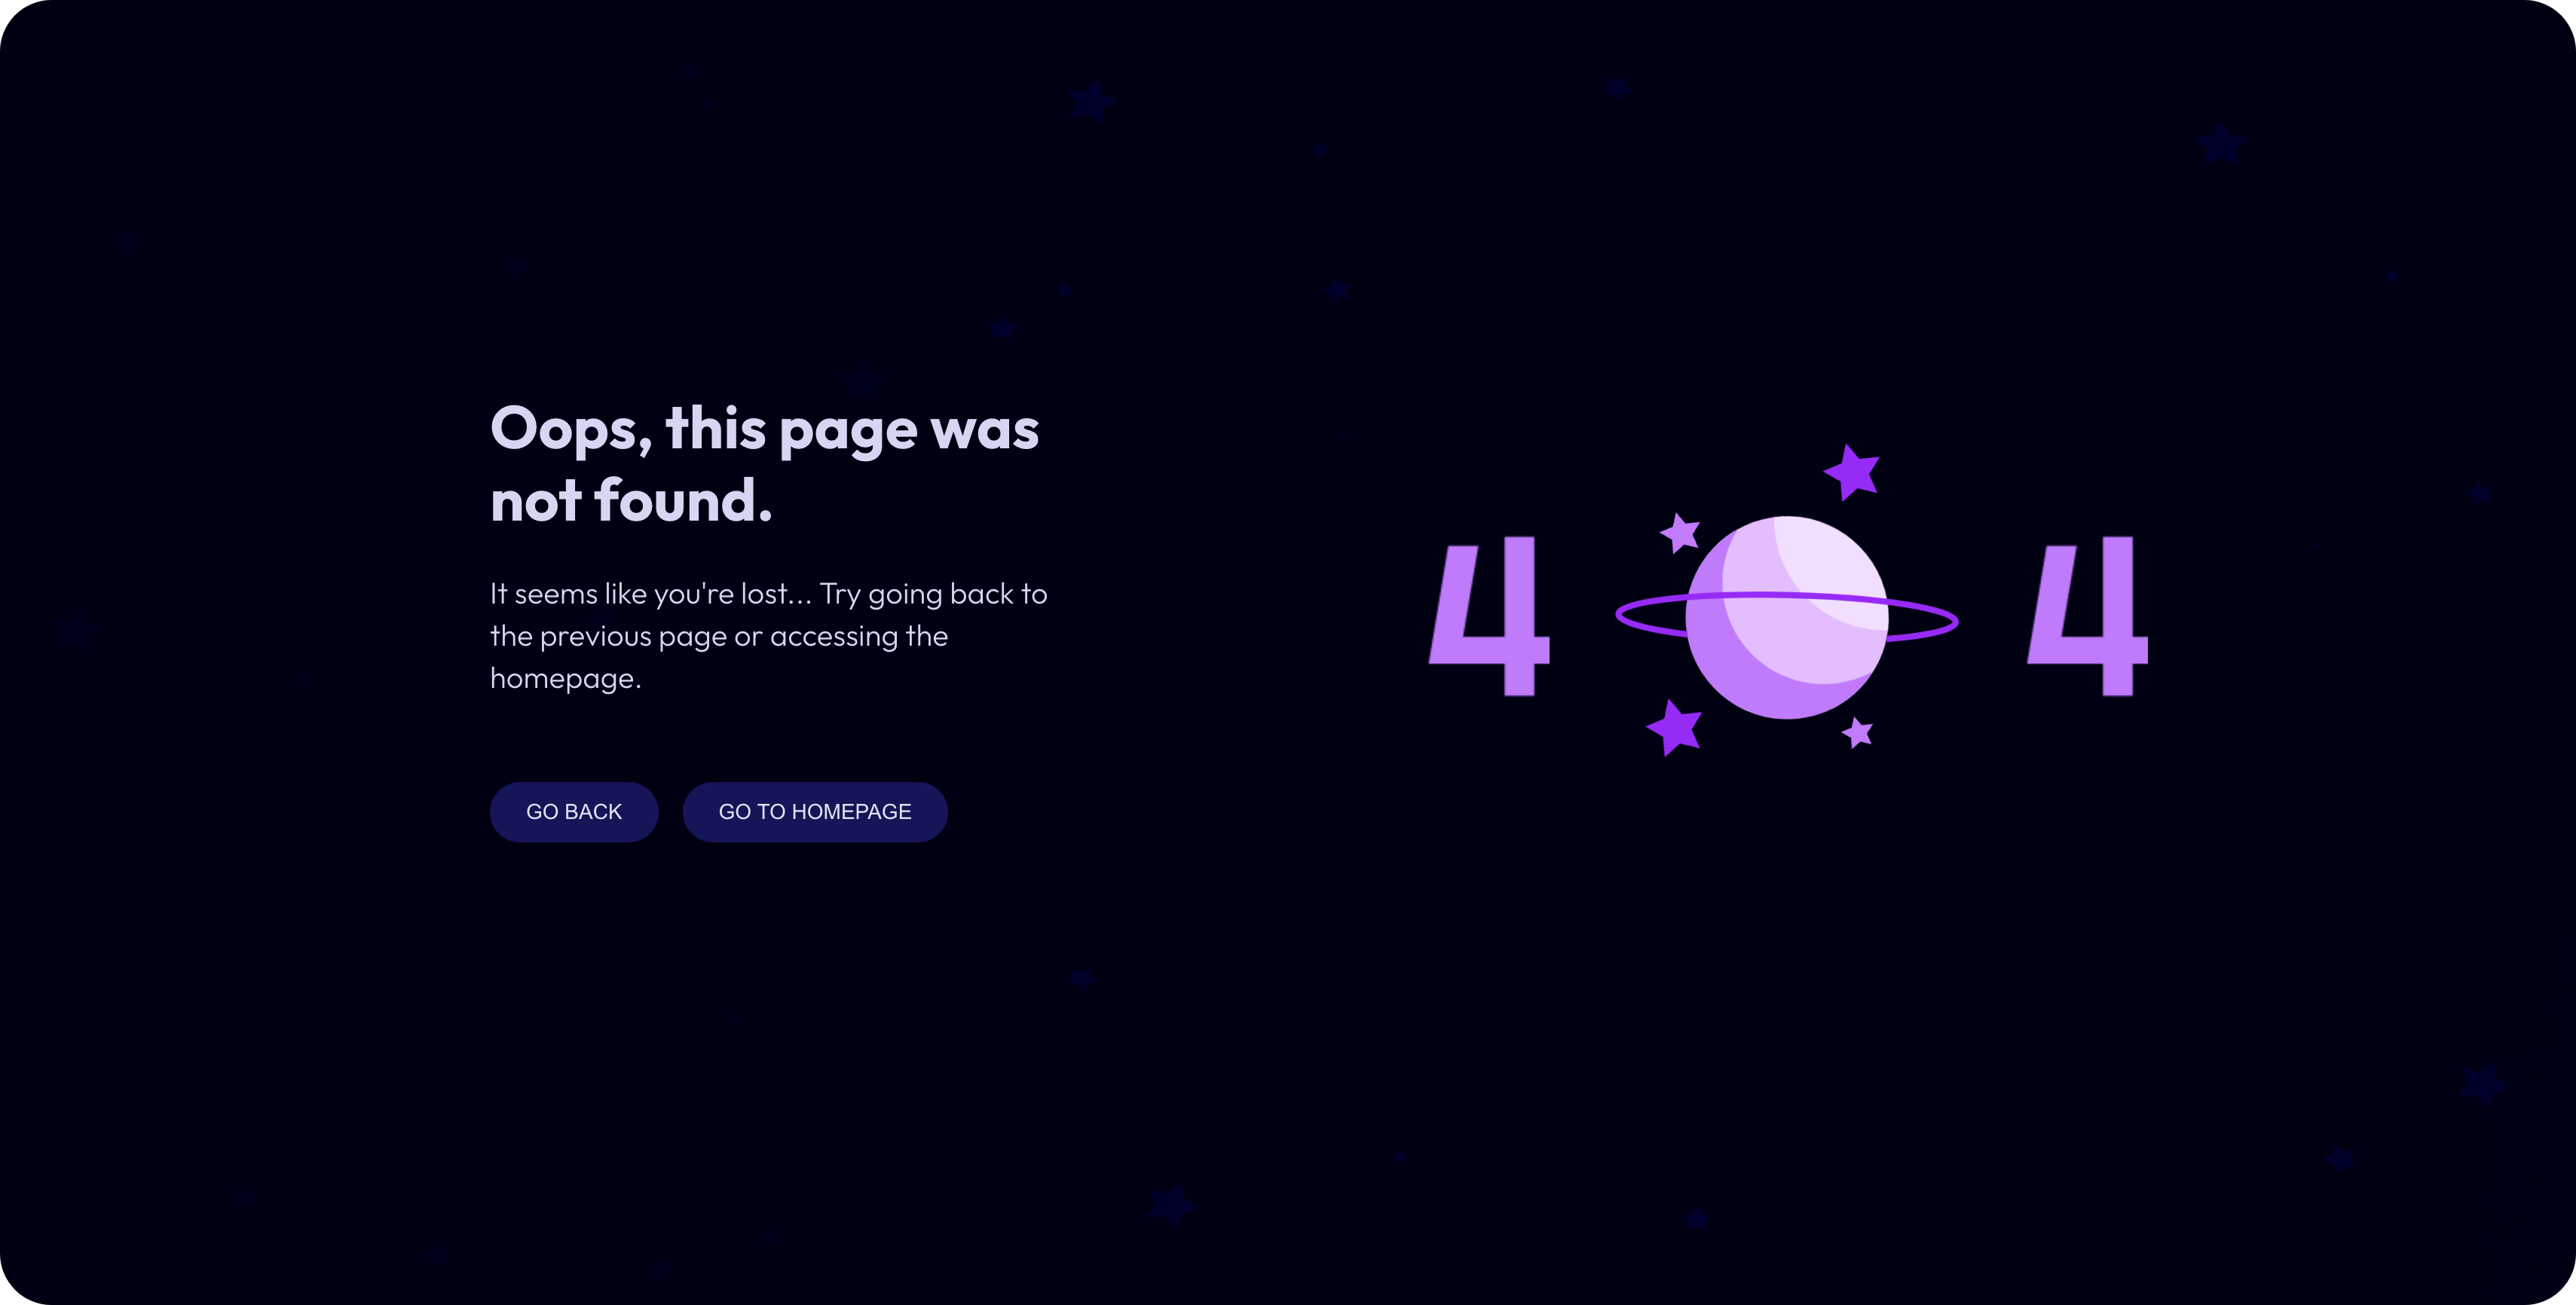 Oops, this page was
not found.
It seems like you're lost... Try going back to
the previous page or accessing the
homepage.
GO BACK
GO TO HOMEPAGE
4 4